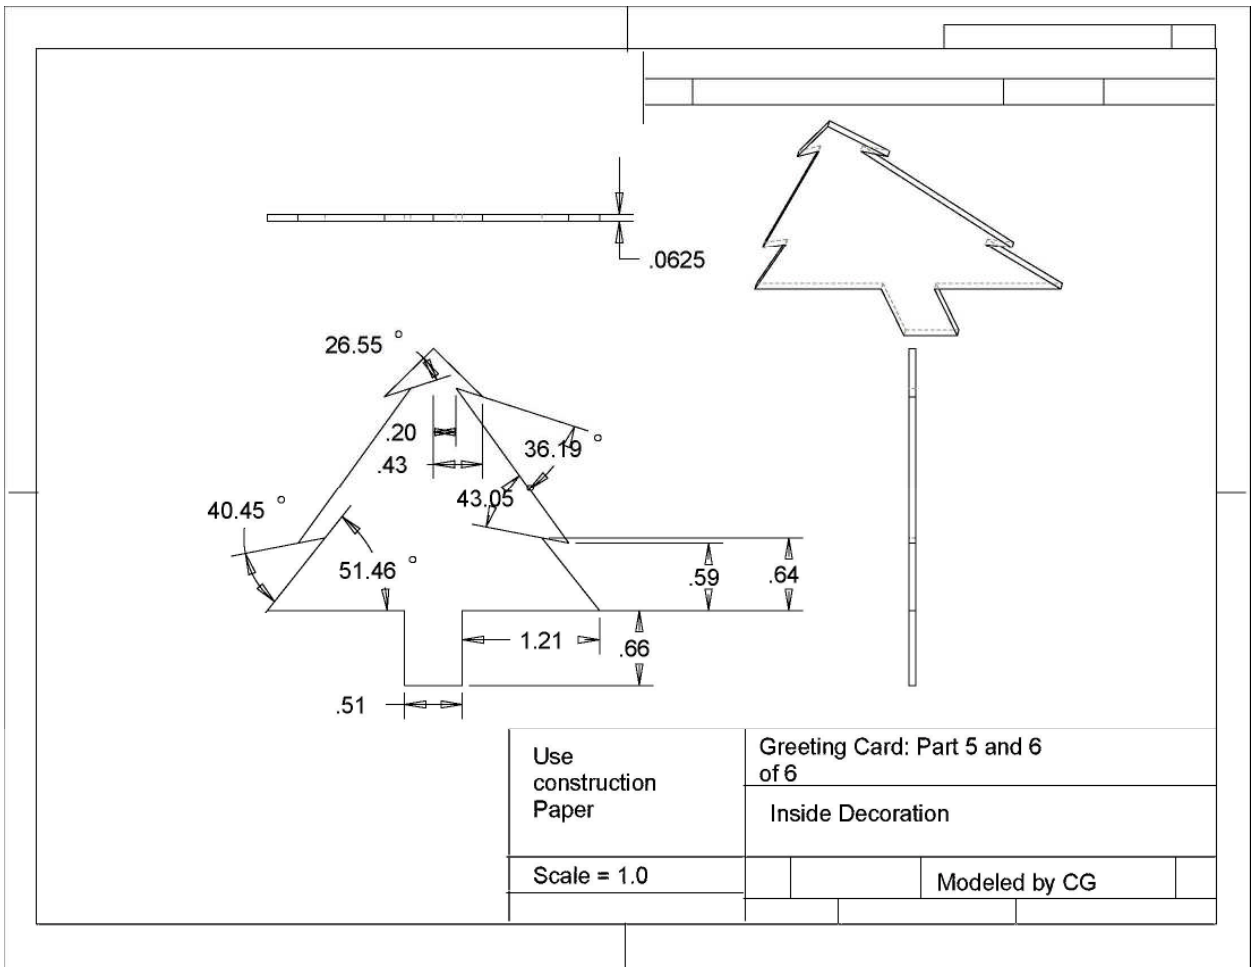 .0625
26.55 °
.20
.43
36.19 °
43.05
40.45 °
51.46 °
.59
.64
1.21
.66
.51
Use
construction
Paper
Scale = 1.0
Greeting Card: Part 5 and 6
of 6
Inside Decoration
Modeled by CG